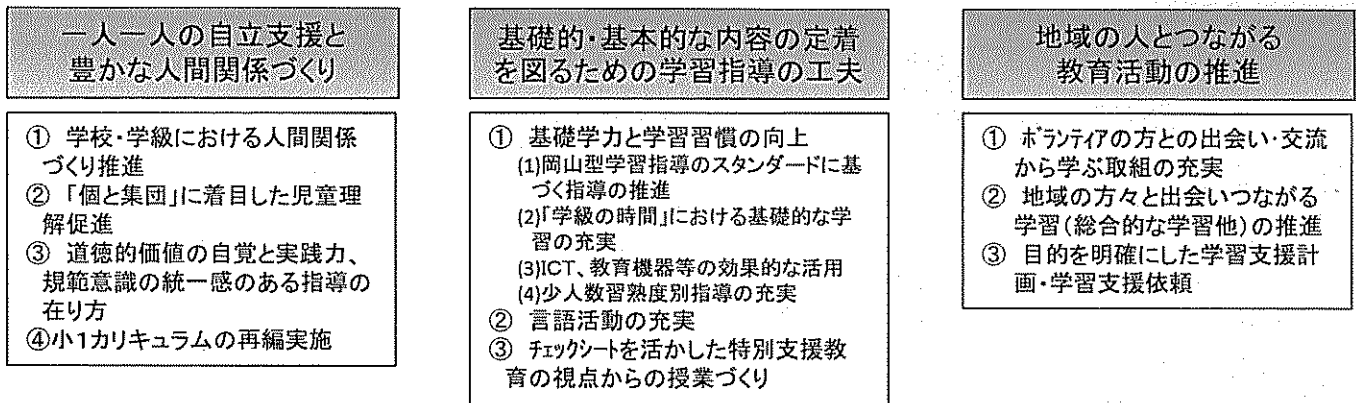 一人一人の自立支援と
豊かな人間関係づくり
① 学校・学級における人間関係
づくり推進
② 「個と集団」に着目した児童理
解促進
③ 道徳的価値の自覚と実践力、
規範意識の統一感のある指導の
在り方
④小1カリキュラムの再編実施
基礎的・基本的な内容の定着
を図るための学習指導の工夫
① 基礎学力と学習習慣の向上
(1)岡山型学習指導のスタンダードに基
づく指導の推進
(2)「学級の時間」における基礎的な学
習の充実
(3)ICT、教育機器等の効果的な活用
(4)少人数習熟度別指導の充実
② 言語活動の充実
③ チェックシートを活かした特別支援教
育の視点からの授業づくり
地域の人とつながる
教育活動の推進
① ボランティアの方との出会い・交流
から学ぶ取組の充実
② 地域の方々と出会いつながる
学習(総合的な学習他)の推進
③ 目的を明確にした学習支援計
画・学習支援依頼